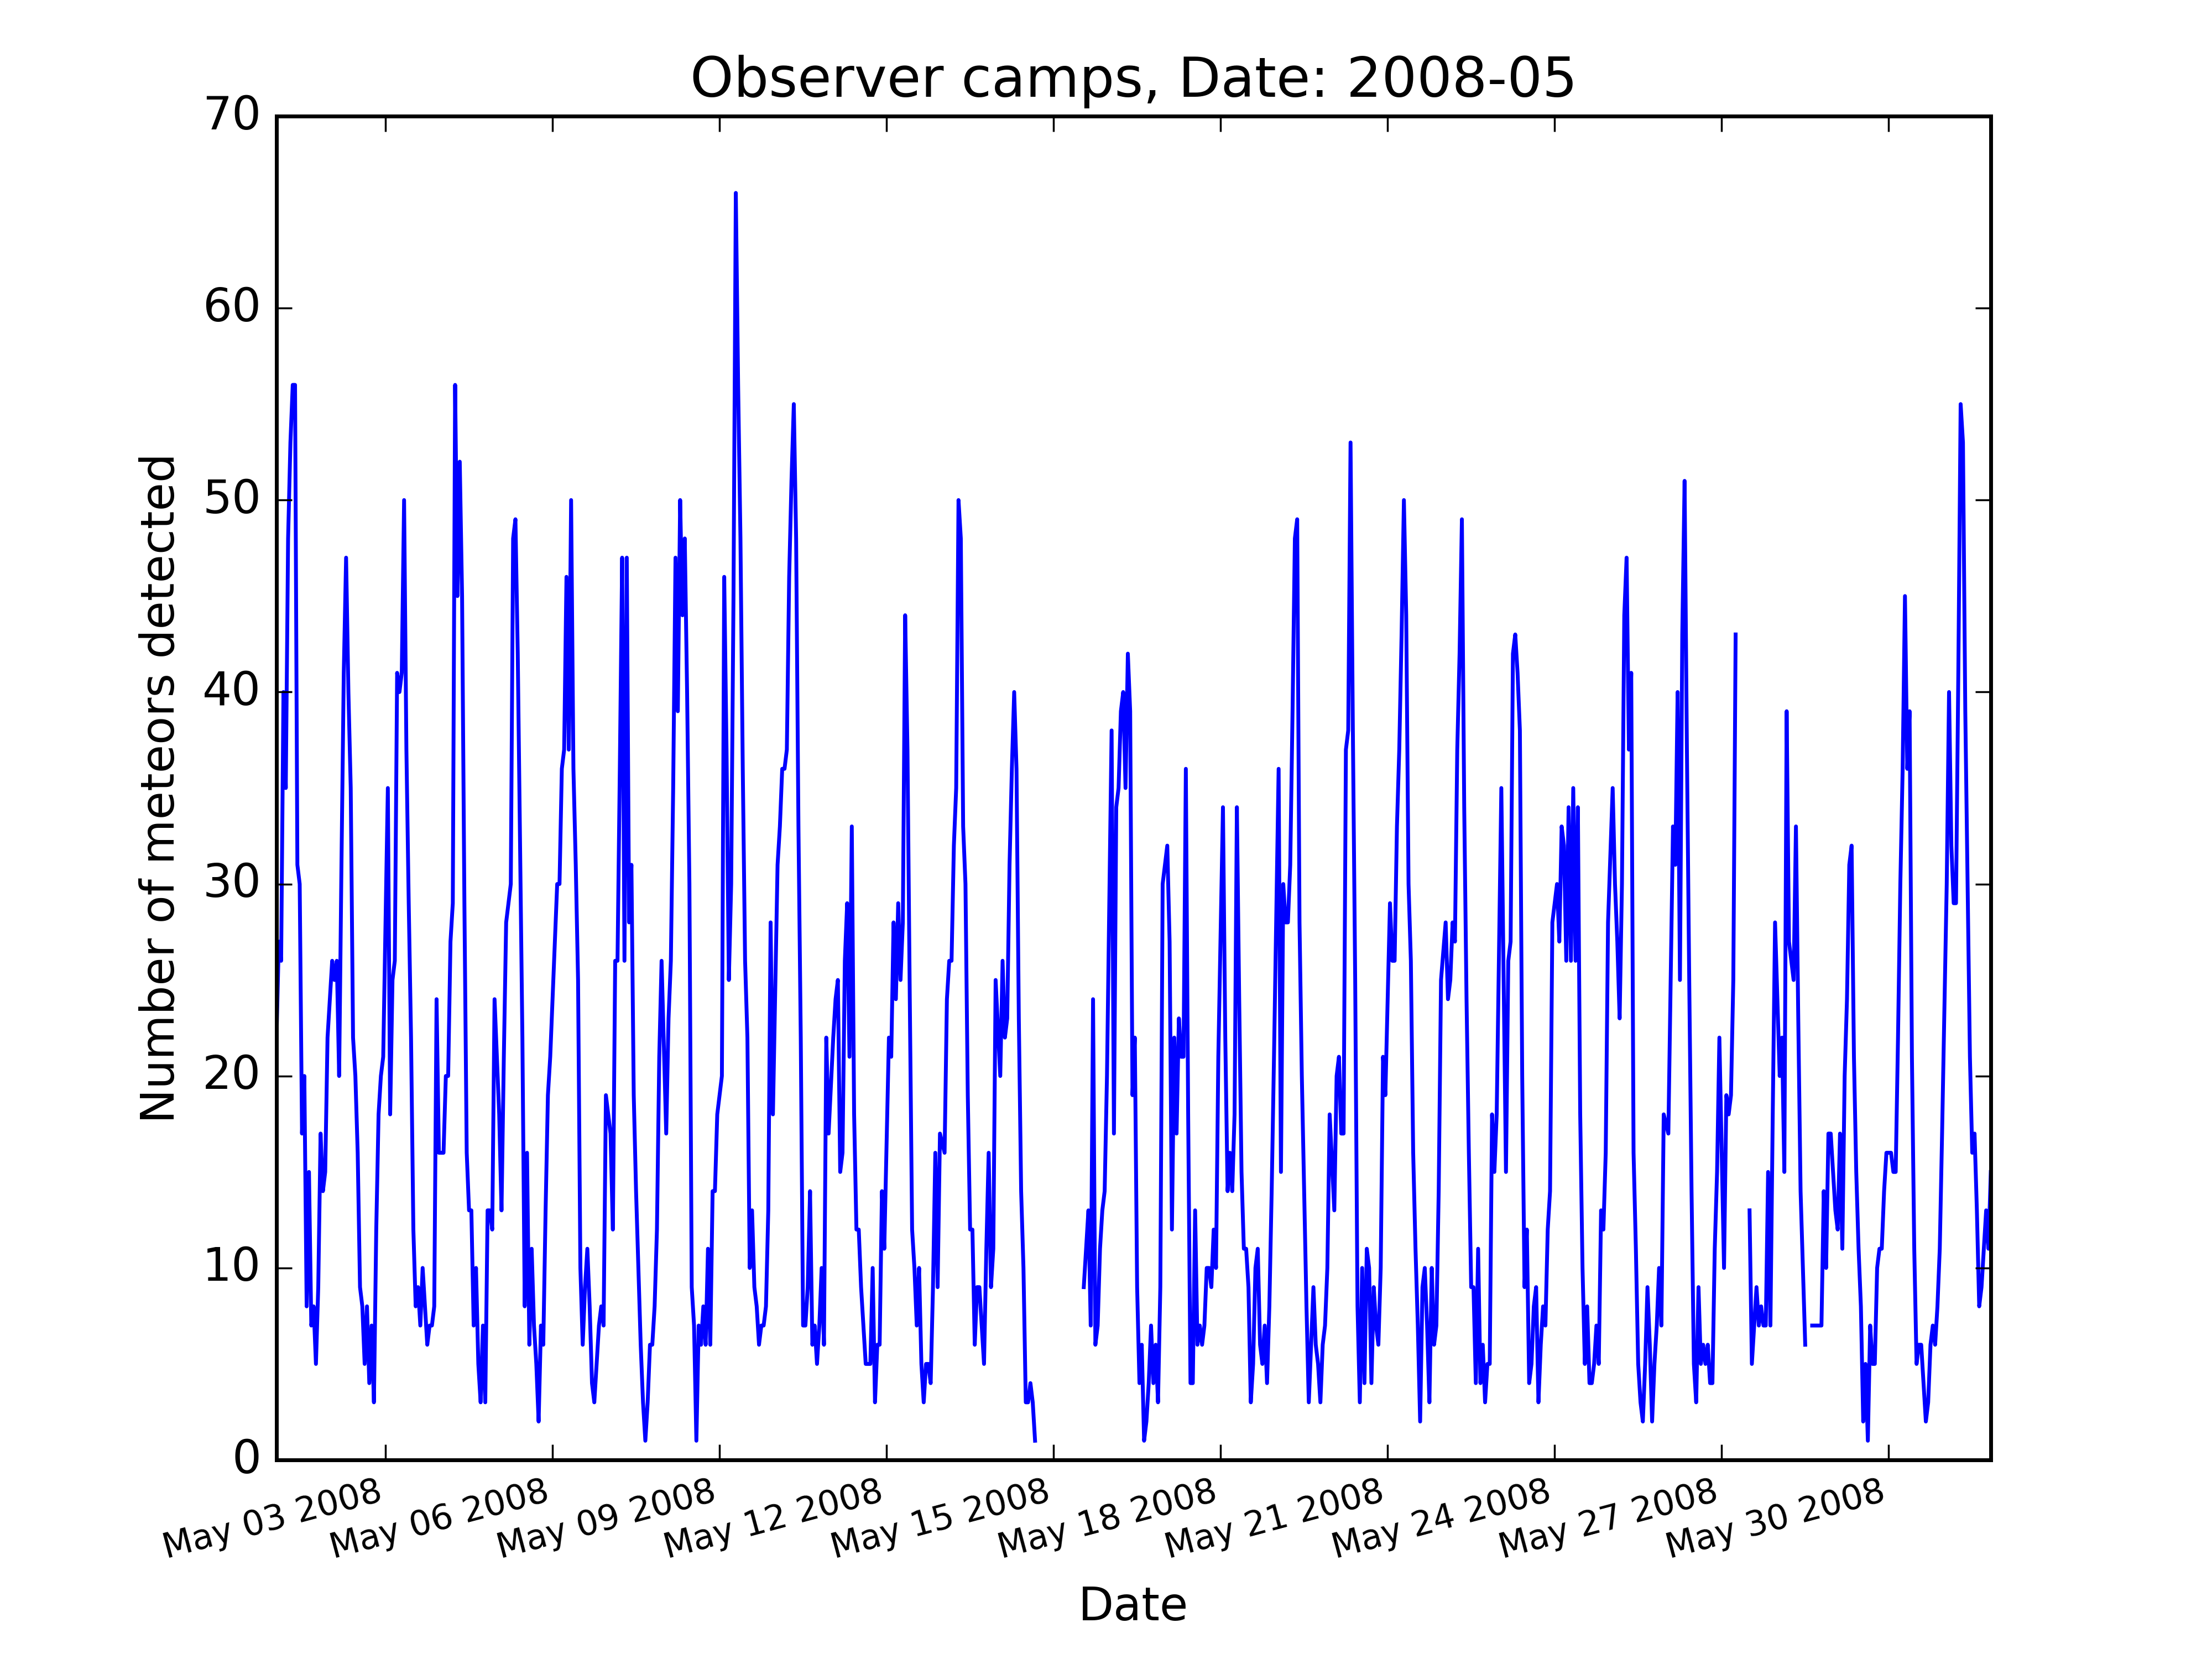 Observer camps, Date: 2008-05
Number of meteors detected
70
60
50
40
30
20
10
0
May 03 2008
May 06 2008
May 09 2008
May 12 2008
May 15 2008
May 18 2008
May 21 2008
May 24 2008
May 27 2008
May 30 2008
Date